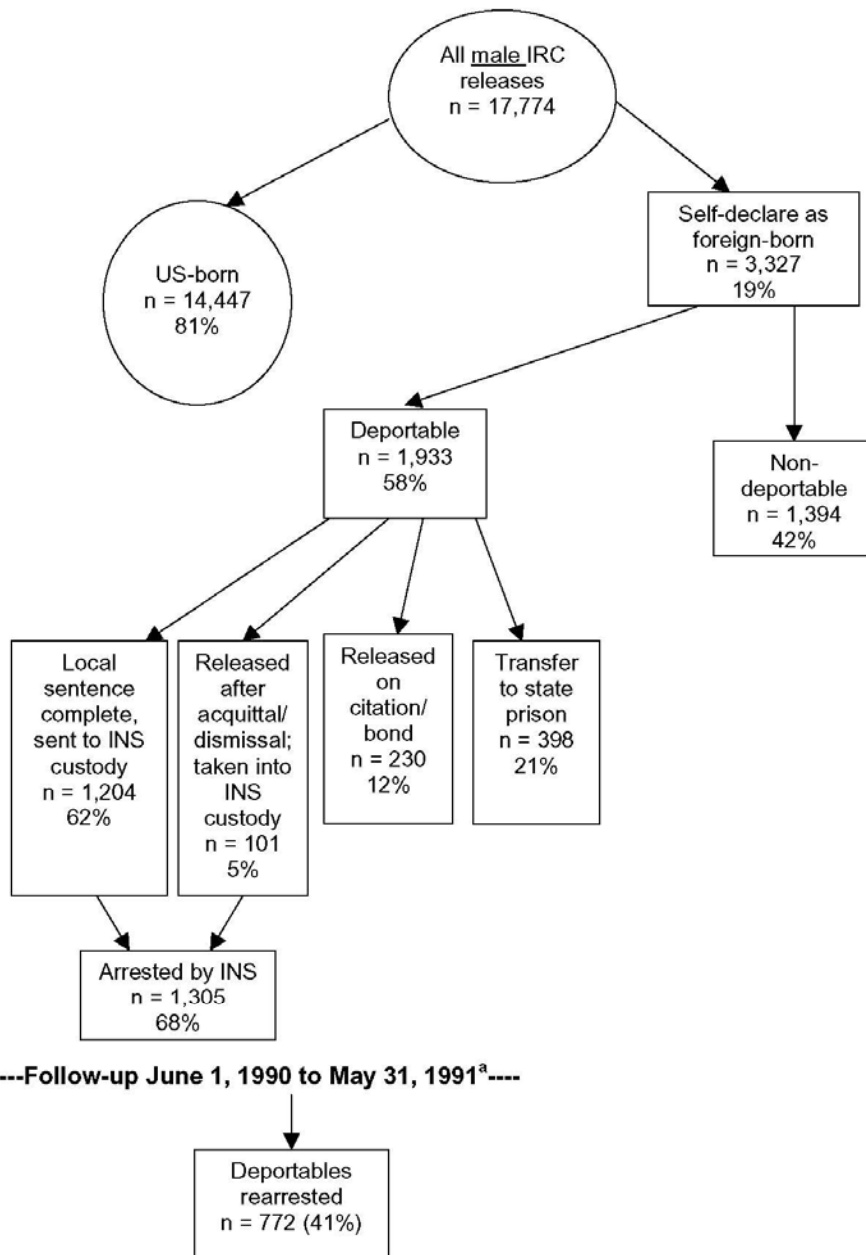 All male IRC
releases
n = 17,774
US-born
n = 14,447
81%
Self-declare as
foreign-born
n = 3,327
19%
Deportable
n = 1,933
58%
Non-
deportable
n = 1,394
42%
Local
sentence
complete,
sent to INS
custody
n = 1,204
62%
Released
after
acquittal/
dismissal;
taken into
INS
custody
n = 101
5%
Released
on
citation/
bond
n = 230
12%
Transfer
to state
prison
n = 398
21%
Arrested by INS
n = 1,305
68%
---Follow-up June 1, 1990 to May 31, 1991ª----
Deportables
rearrested
n = 772 (41%)